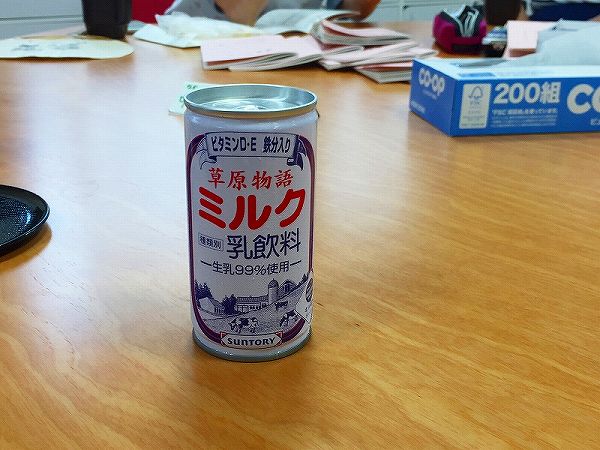 ビタミンD・E 鉄分入り
草原物語
ミルク
種類別 乳飲料
生乳99%使用
SUNTORY
CO·OP
200組
CO